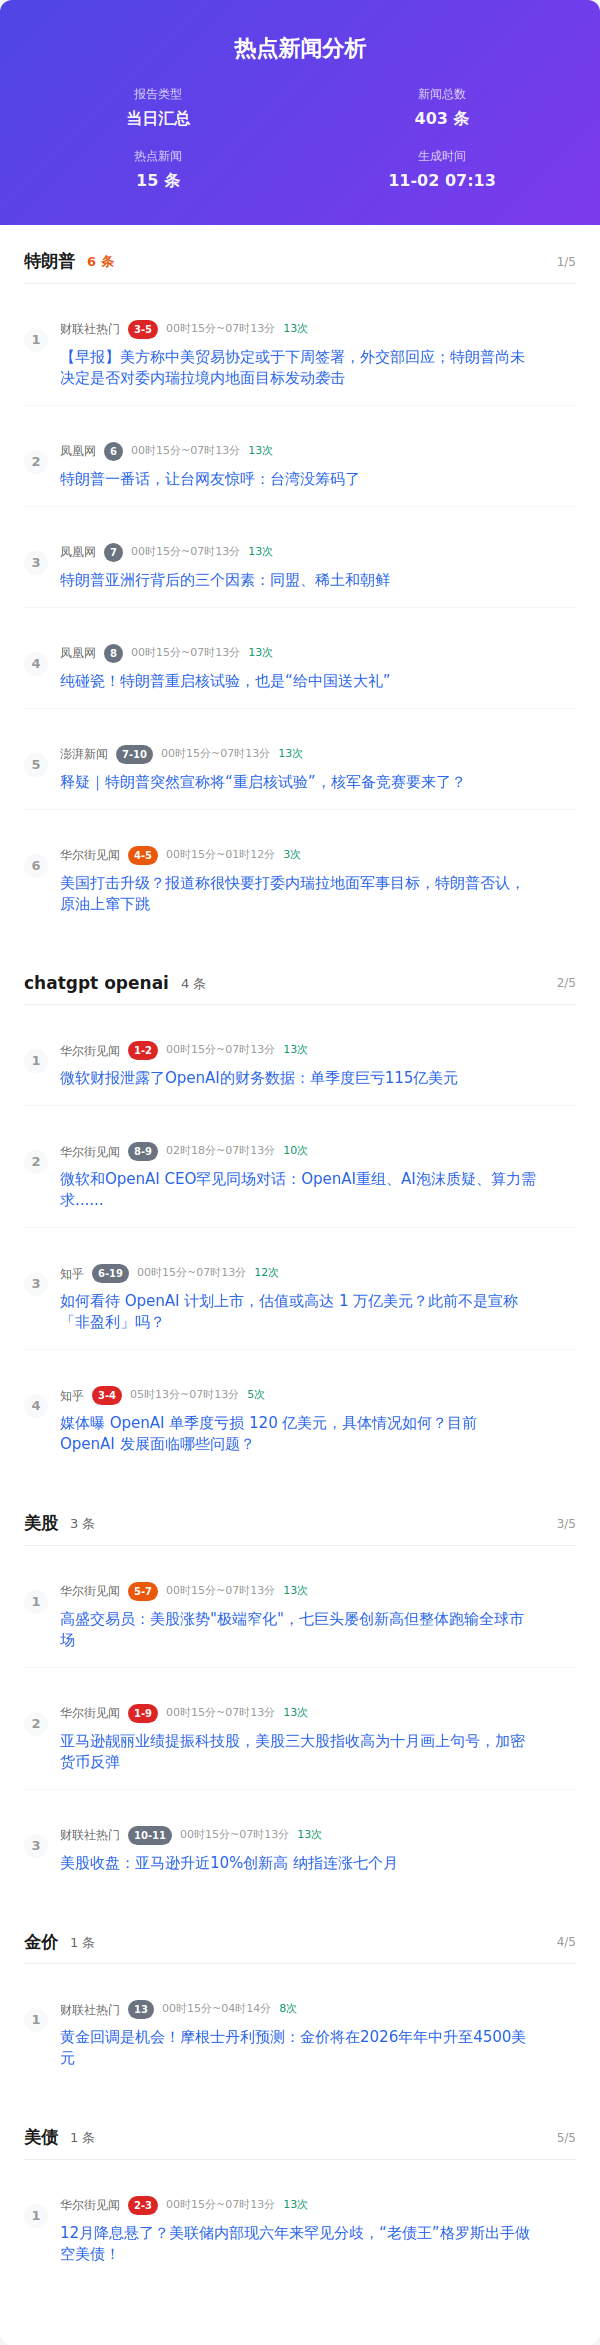 热点新闻分析
报告类型
新闻总数
当日汇总
403 条
热点新闻
生成时间
15 条
11-02 07:13
特朗普 6 条 1/5
1 财联社热门 3-5 00时15分~07时13分 13次
【早报】美方称中美贸易协定或于下周签署，外交部回应；特朗普尚未
决定是否对委内瑞拉境内地面目标发动袭击
2 凤凰网 6 00时15分~07时13分 13次
特朗普一番话，让台网友惊呼：台湾没筹码了
3 凤凰网 7 00时15分~07时13分 13次
特朗普亚洲行背后的三个因素：同盟、稀土和朝鲜
4 凤凰网 8 00时15分~07时13分 13次
纯碰瓷！特朗普重启核试验，也是“给中国送大礼”
5 澎湃新闻 7-10 00时15分~07时13分 13次
释疑｜特朗普突然宣称将“重启核试验”，核军备竞赛要来了？
6 华尔街见闻 4-5 00时15分~01时12分 3次
美国打击升级？报道称很快要打委内瑞拉地面军事目标，特朗普否认，
原油上窜下跳
chatgpt openai 4 条 2/5
1 华尔街见闻 1-2 00时15分~07时13分 13次
微软财报泄露了OpenAI的财务数据：单季度巨亏115亿美元
2 华尔街见闻 8-9 02时18分~07时13分 10次
微软和OpenAI CEO罕见同场对话：OpenAI重组、AI泡沫质疑、算力需
求……
3 知乎 6-19 00时15分~07时13分 12次
如何看待 OpenAI 计划上市，估值或高达 1 万亿美元？此前不是宣称
「非盈利」吗？
4 知乎 3-4 05时13分~07时13分 5次
媒体曝 OpenAI 单季度亏损 120 亿美元，具体情况如何？目前
OpenAI 发展面临哪些问题？
美股 3 条 3/5
1 华尔街见闻 5-7 00时15分~07时13分 13次
高盛交易员：美股涨势"极端窄化"，七巨头屡创新高但整体跑输全球市
场
2 华尔街见闻 1-9 00时15分~07时13分 13次
亚马逊靓丽业绩提振科技股，美股三大股指收高为十月画上句号，加密
货币反弹
3 财联社热门 10-11 00时15分~07时13分 13次
美股收盘：亚马逊升近10%创新高 纳指连涨七个月
金价 1 条 4/5
1 财联社热门 13 00时15分~04时14分 8次
黄金回调是机会！摩根士丹利预测：金价将在2026年年中升至4500美
元
美债 1 条 5/5
1 华尔街见闻 2-3 00时15分~07时13分 13次
12月降息悬了？美联储内部现六年来罕见分歧，“老债王”格罗斯出手做
空美债！